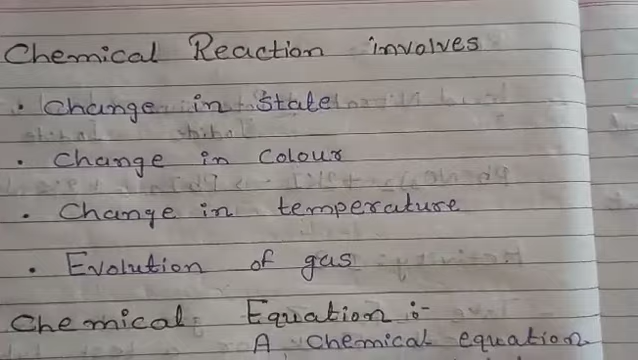 Chemical Reaction involves
• Change in State
• Change in Colour
• Change in temperature
• Evolution of gas
Chemical Equation :-
A chemical equation